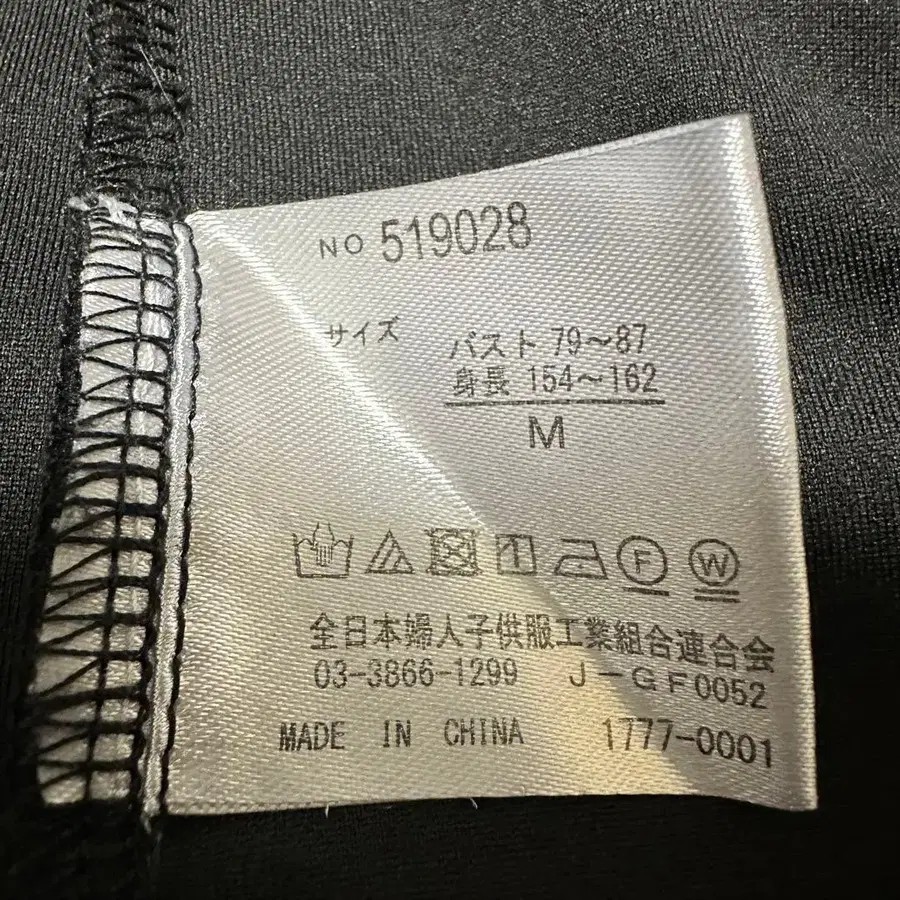 NO 519028
サイズ
バスト 79～87
身長 154～162
M
F W
全日本婦人子供服工業組合連合会
03-3866-1299 J-GF0052
MADE IN CHINA 1777-0001